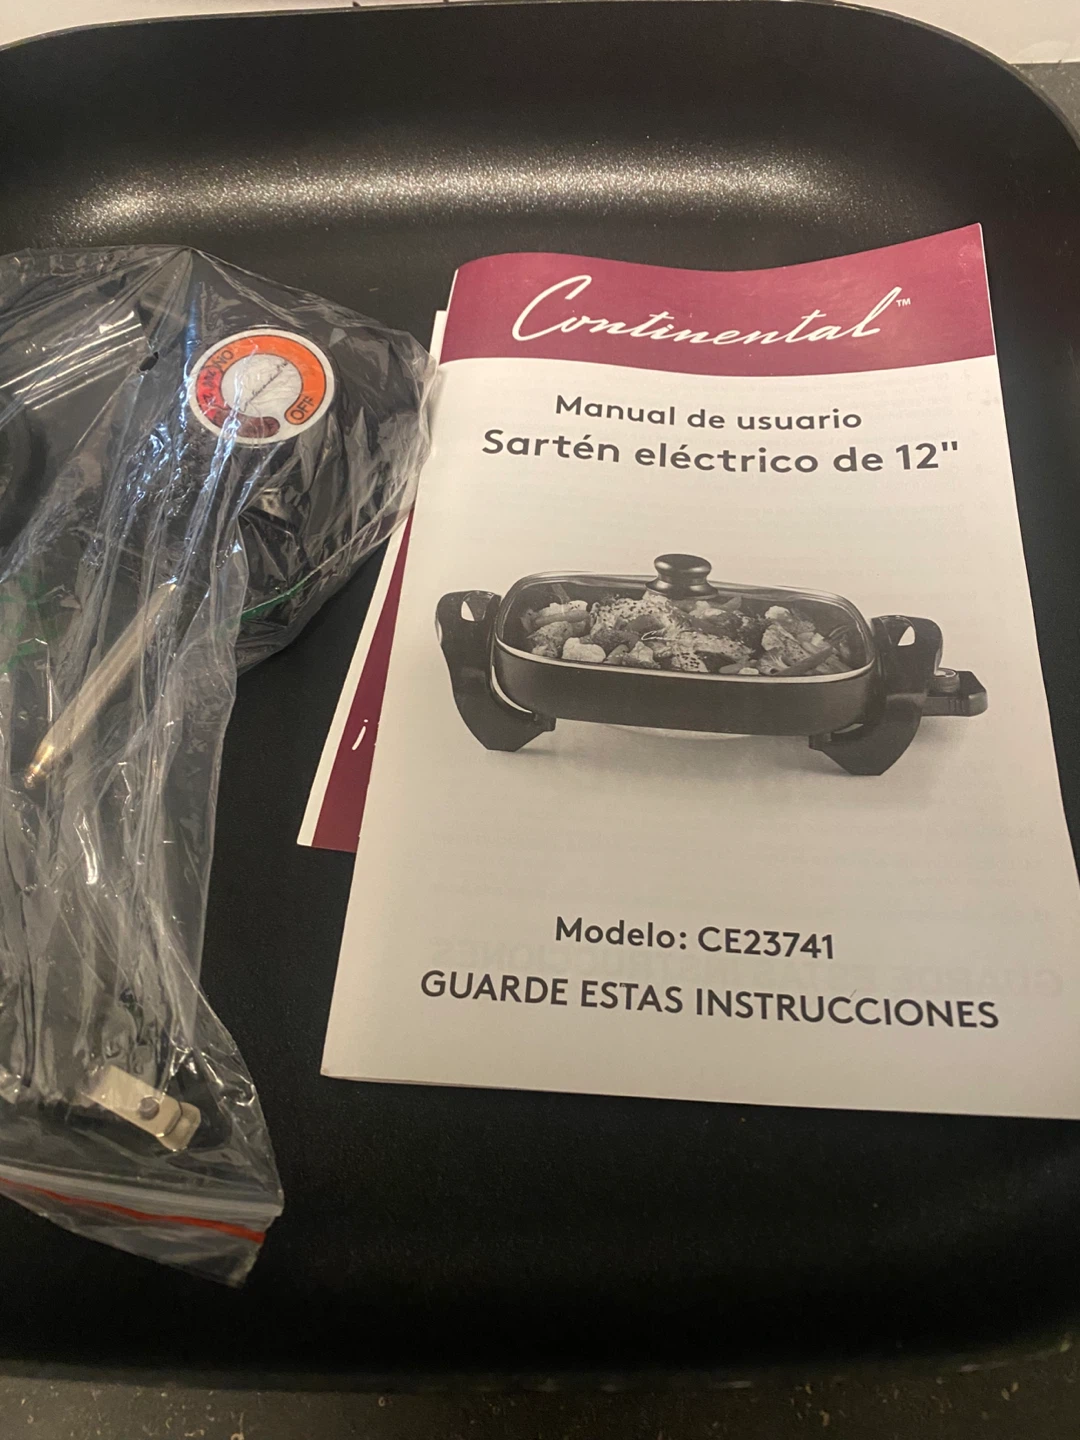 Continental™
Manual de usuario
Sartén eléctrico de 12"
Modelo: CE23741
GUARDE ESTAS INSTRUCCIONES
OFF